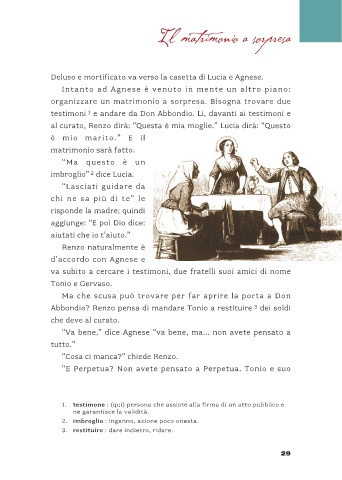 Il matrimonio a sorpresa
Deluso e mortificato va verso la casetta di Lucia e Agnese.
Intanto ad Agnese è venuto in mente un altro piano:
organizzare un matrimonio a sorpresa. Bisogna trovare due
testimoni 1 e andare da Don Abbondio. Lì, davanti ai testimoni e
al curato, Renzo dirà: "Questa è mia moglie." Lucia dirà: "Questo
è mio marito." E il
matrimonio sarà fatto.
"Ma questo è un
imbroglio" 2 dice Lucia.
"Lasciati guidare da
chi ne sa più di te" le
risponde la madre; quindi
aggiunge: "E poi Dio dice:
aiutati che io t'aiuto."
Renzo naturalmente è
d'accordo con Agnese e
va subito a cercare i testimoni, due fratelli suoi amici di nome
Tonio e Gervaso.
Ma che scusa può trovare per far aprire la porta a Don
Abbondio? Renzo pensa di mandare Tonio a restituire 3 dei soldi
che deve al curato.
"Va bene," dice Agnese "va bene, ma... non avete pensato a
tutto."
"Cosa ci manca?" chiede Renzo.
"E Perpetua? Non avete pensato a Perpetua. Tonio e suo
1. testimone : (qui) persona che assiste alla firma di un atto pubblico e
ne garantisce la validità.
2. imbroglio : inganno, azione poco onesta.
3. restituire : dare indietro, ridare.
29